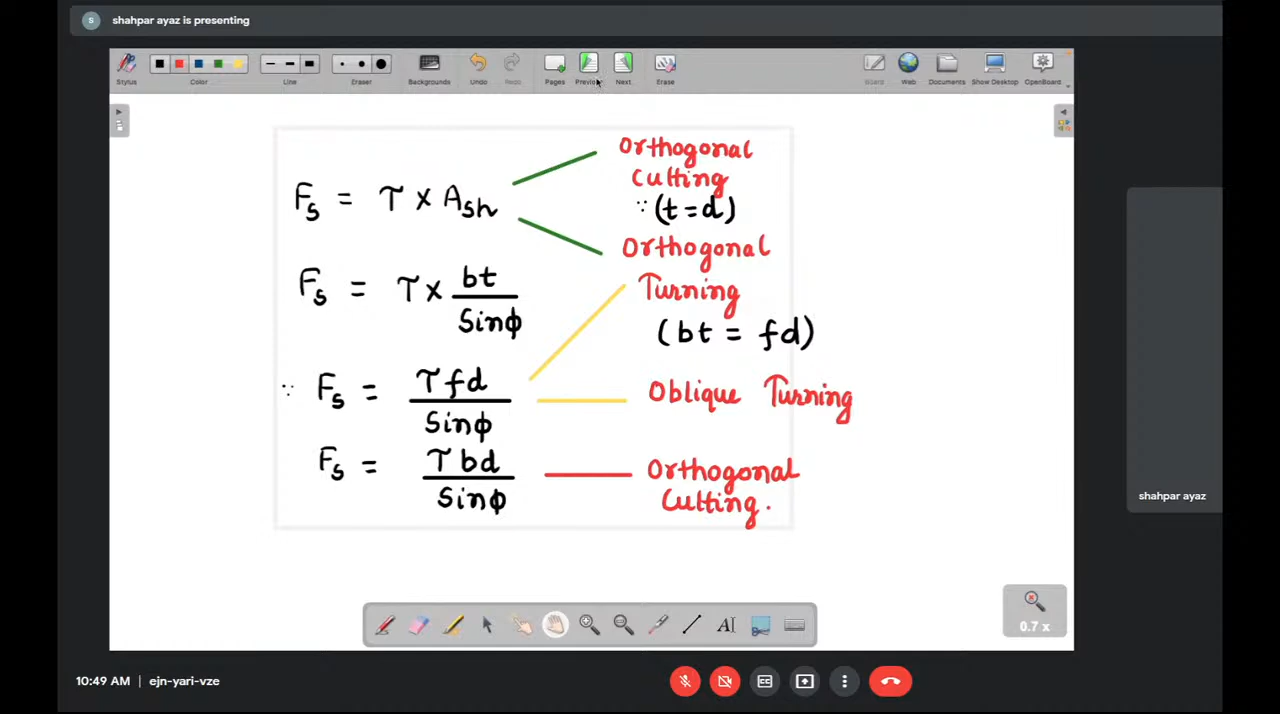 S shahpar ayaz is presenting
Stylus Color Line Eraser Backgrounds Undo Redo Pages Previous Next Erase Board Web Documents Show Desktop OpenBoard
Fs = τ × Ash
Orthogonal
Cutting
∵ (t = d)
Orthogonal
Turning
(bt = fd)
Fs = τ × bt / Sinφ
∵ Fs = τfd / Sinφ
Oblique Turning
Fs = τbd / Sinφ
Orthogonal
Cutting.
shahpar ayaz
0.7 x
10:49 AM | ejn-yari-vze